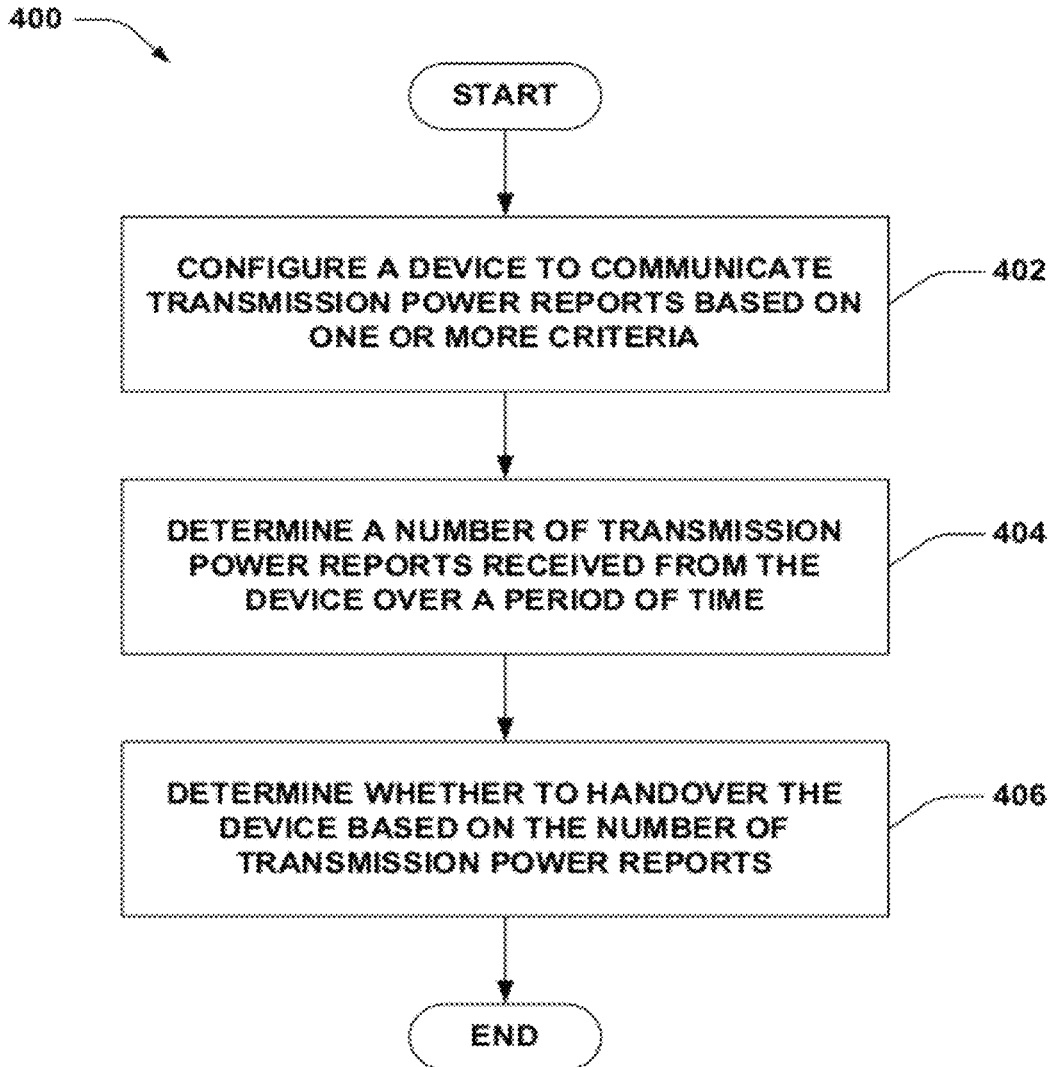 400
START
CONFIGURE A DEVICE TO COMMUNICATE
TRANSMISSION POWER REPORTS BASED ON
ONE OR MORE CRITERIA
402
DETERMINE A NUMBER OF TRANSMISSION
POWER REPORTS RECEIVED FROM THE
DEVICE OVER A PERIOD OF TIME
404
DETERMINE WHETHER TO HANDOVER THE
DEVICE BASED ON THE NUMBER OF
TRANSMISSION POWER REPORTS
406
END